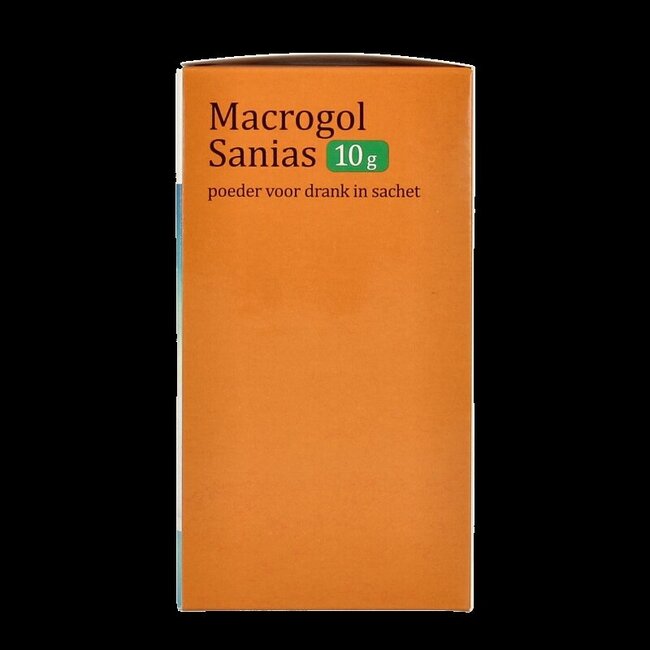 Macrogol
Sanias 10 g
poeder voor drank in sachet